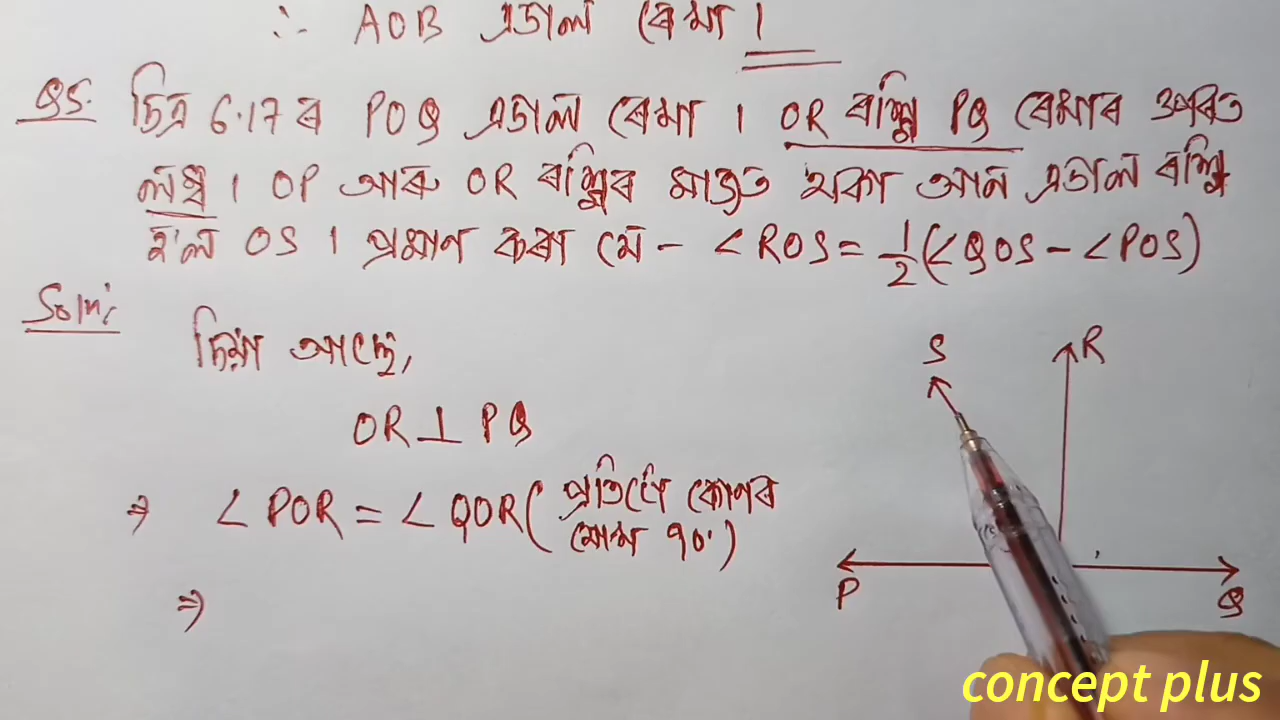 ∴ AOB এডাল ৰেখা।
Q5. চিত্ৰ 6.17ৰ POQ এডাল ৰেখা। OR ৰশ্মি PQ ৰেখাৰ ওপৰত
লম্ব। OP আৰু OR ৰশ্মিৰ মাজত থকা আন এডাল ৰশ্মি
হ'ল OS। প্ৰমাণ কৰা যে - ∠ROS = 1/2 (∠QOS - ∠POS)
Soln:
দিয়া আছে,
OR ⊥ PQ
⇒ ∠POR = ∠QOR (প্ৰতিটো কোণৰ
মান ৯০°)
⇒
S
R
P
Q
concept plus